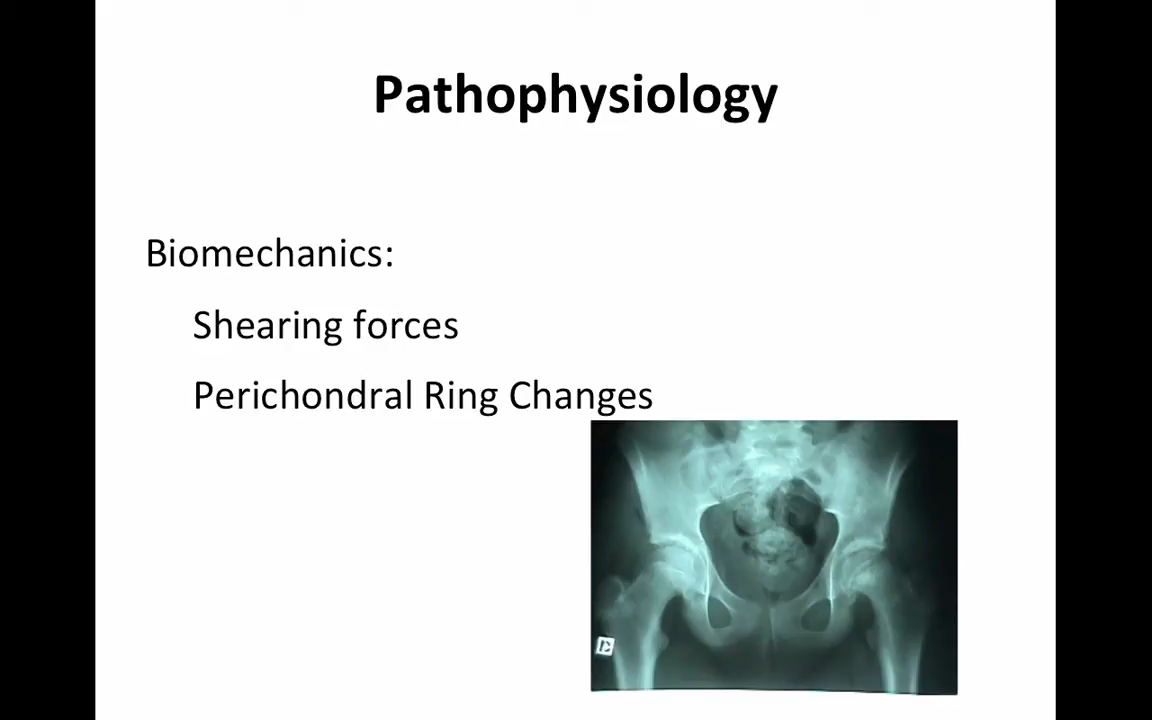 Pathophysiology
Biomechanics:
Shearing forces
Perichondral Ring Changes